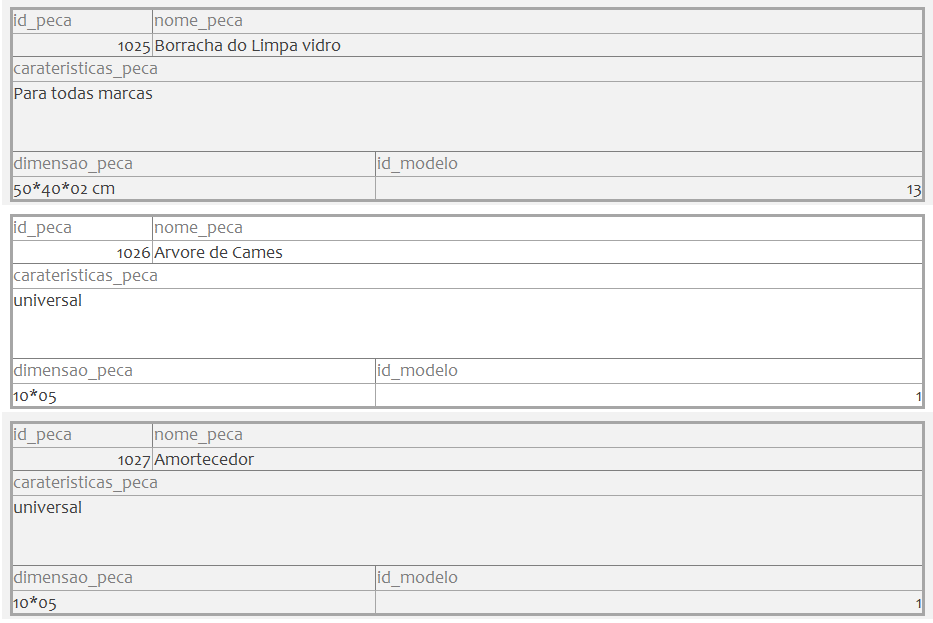 id_peca nome_peca
1025 Borracha do Limpa vidro
carateristicas_peca
Para todas marcas
dimensao_peca id_modelo
50*40*02 cm 13
id_peca nome_peca
1026 Arvore de Cames
carateristicas_peca
universal
dimensao_peca id_modelo
10*05 1
id_peca nome_peca
1027 Amortecedor
carateristicas_peca
universal
dimensao_peca id_modelo
10*05 1